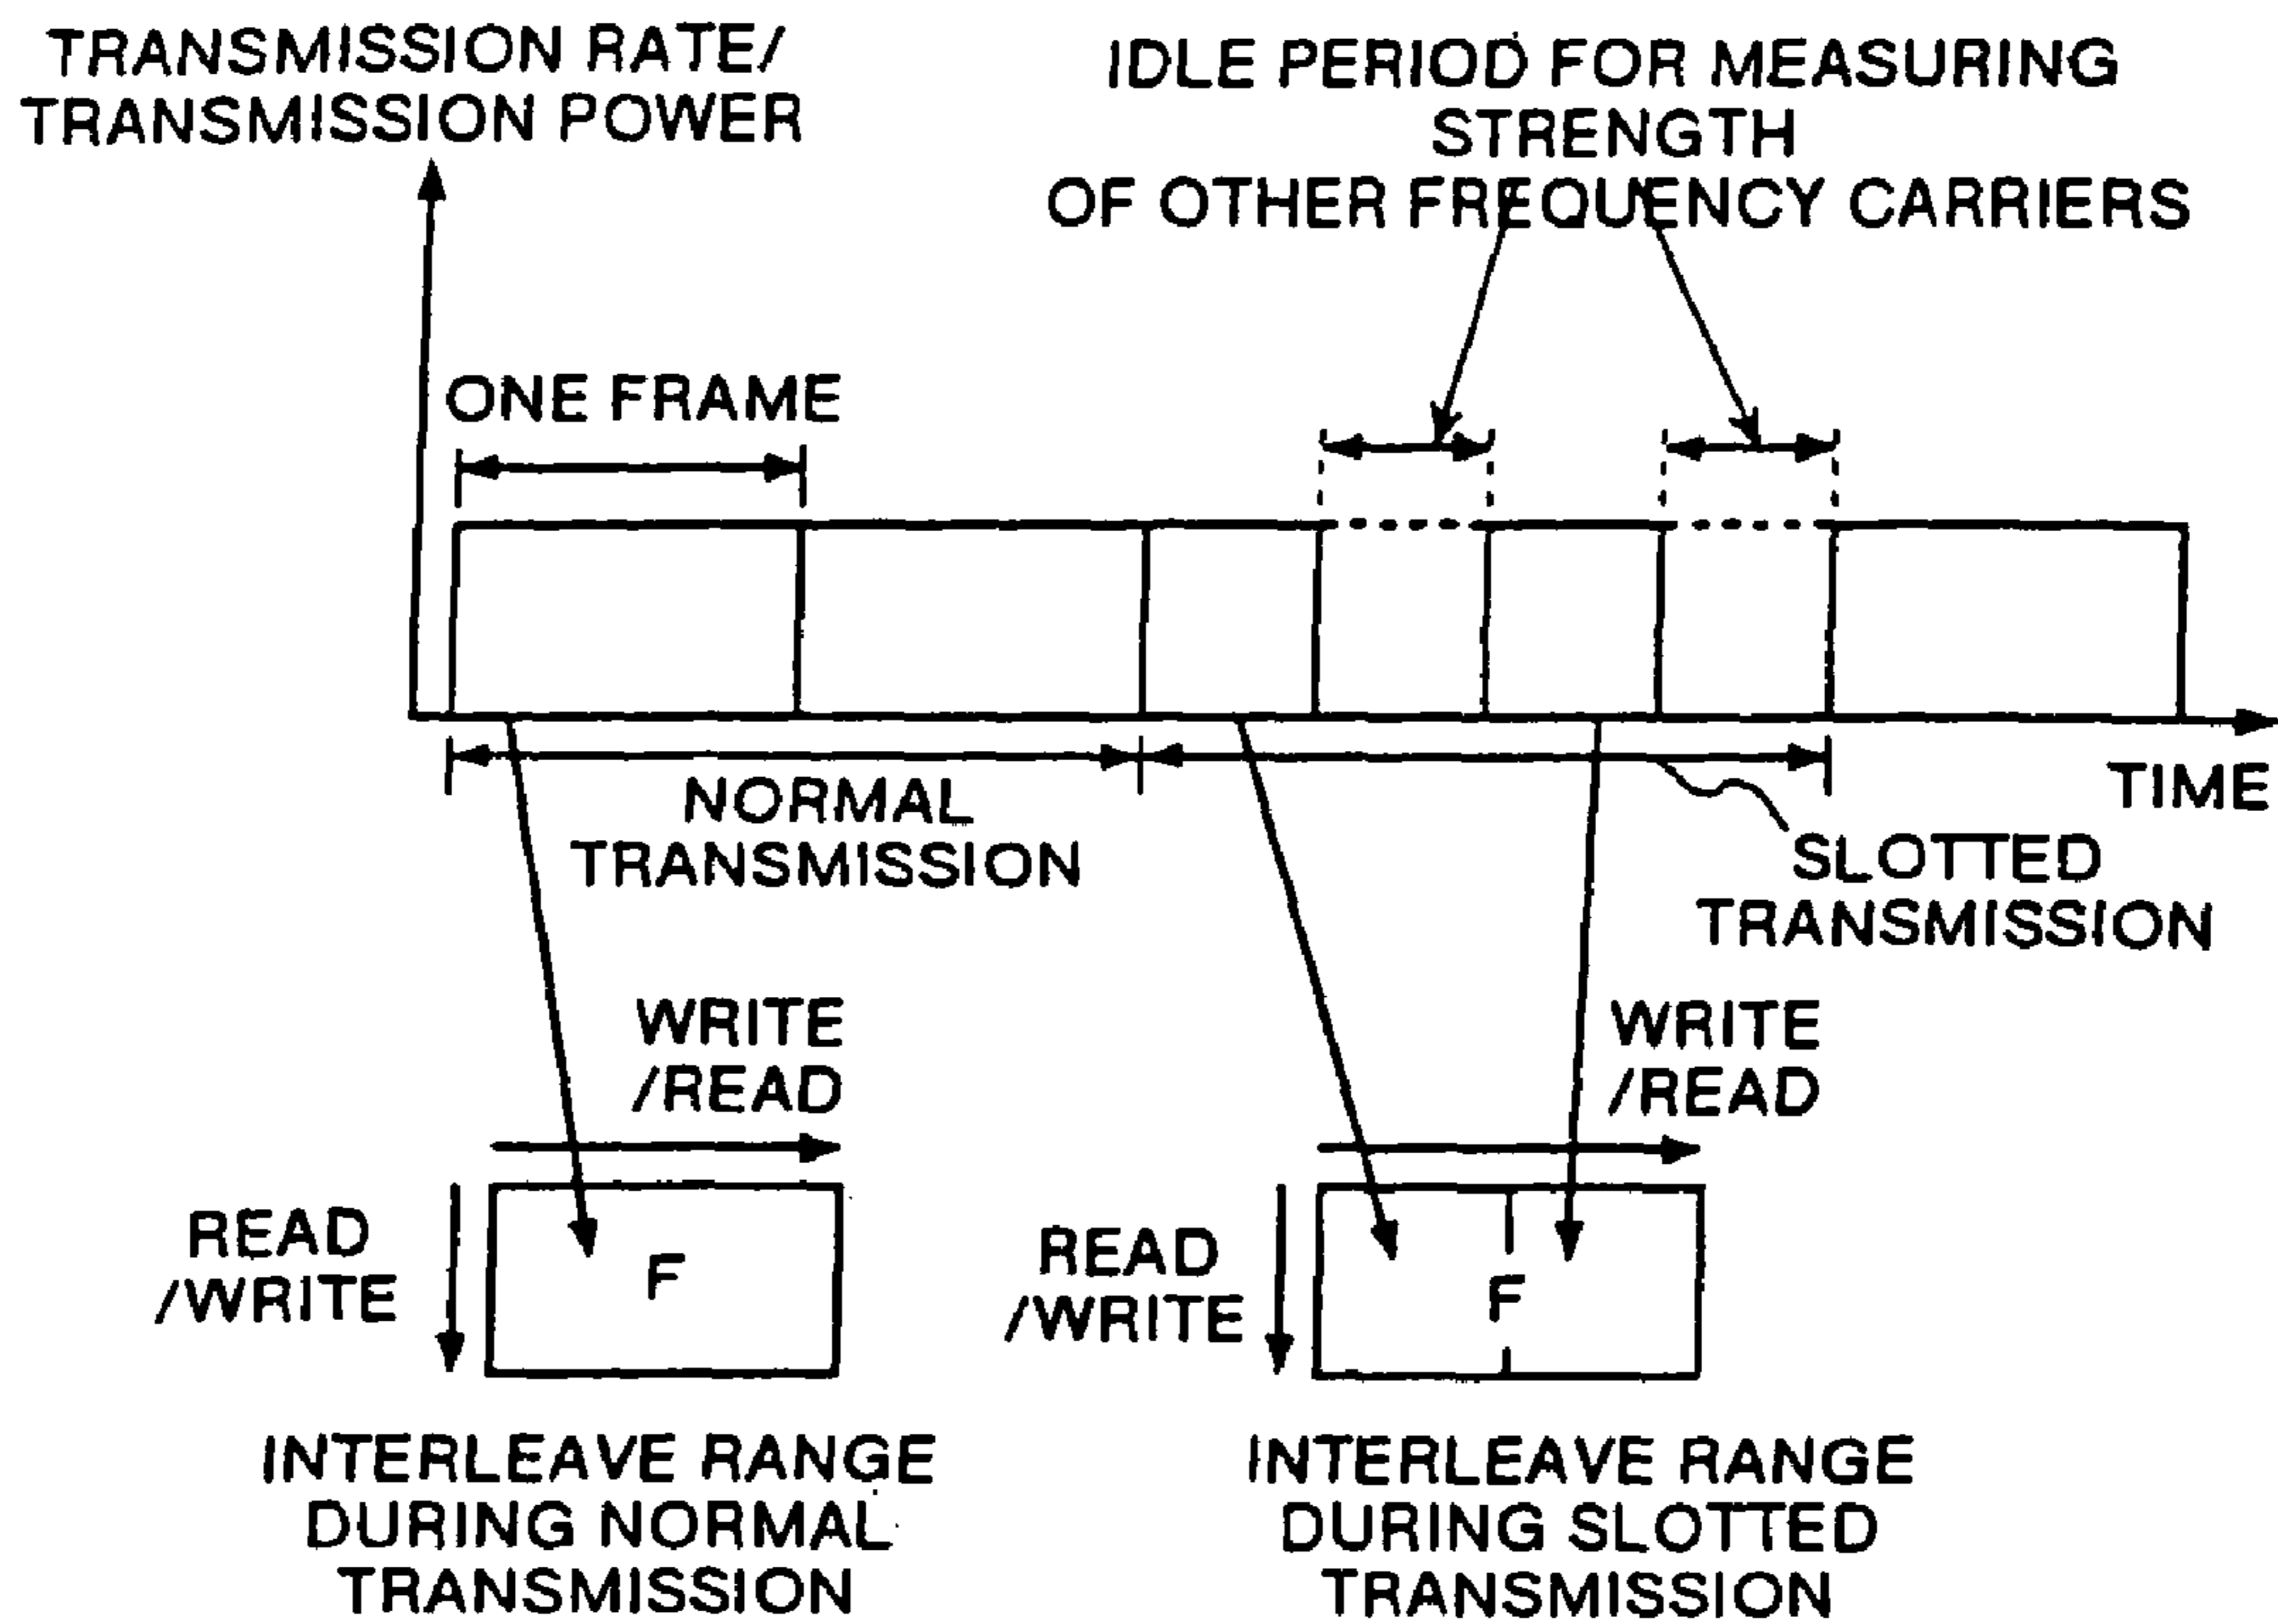 TRANSMISSION RATE/
TRANSMISSION POWER
IDLE PERIOD FOR MEASURING
STRENGTH
OF OTHER FREQUENCY CARRIERS
ONE FRAME
NORMAL
TRANSMISSION
TIME
SLOTTED
TRANSMISSION
WRITE
/READ
READ
/WRITE
F
INTERLEAVE RANGE
DURING NORMAL
TRANSMISSION
WRITE
/READ
READ
/WRITE
F
INTERLEAVE RANGE
DURING SLOTTED
TRANSMISSION